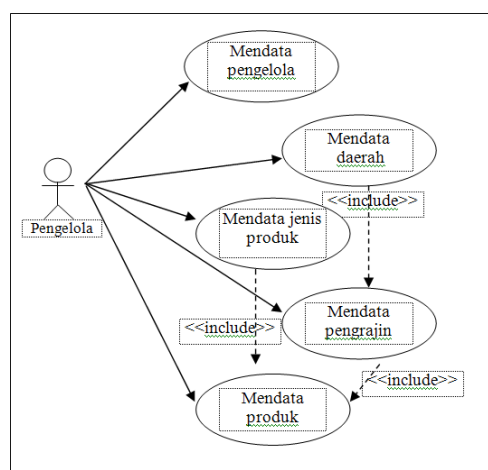 Mendata
pengelola
Mendata
daerah
<<include>>
Pengelola
Mendata jenis
produk
Mendata
pengrajin
<<include>>
<<include>>
Mendata
produk